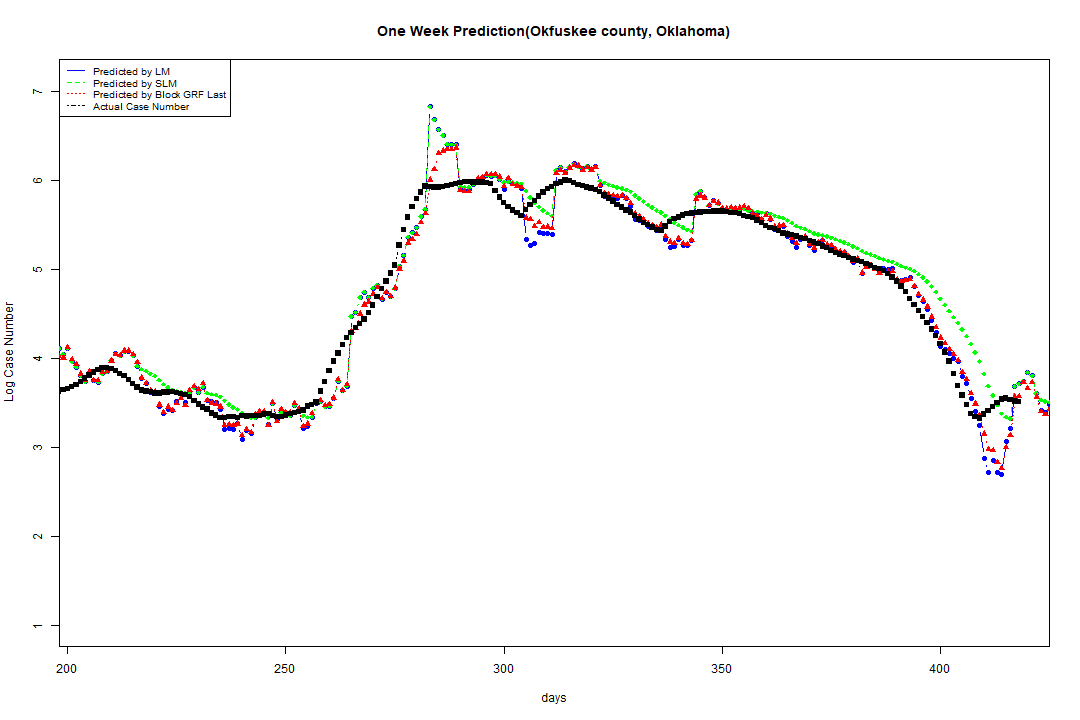 One Week Prediction(Okfuskee county, Oklahoma)
Predicted by LM
Predicted by SLM
Predicted by Block GRF Last
Actual Case Number
7
6
5
4
3
2
1
Log Case Number
200 250 300 350 400
days